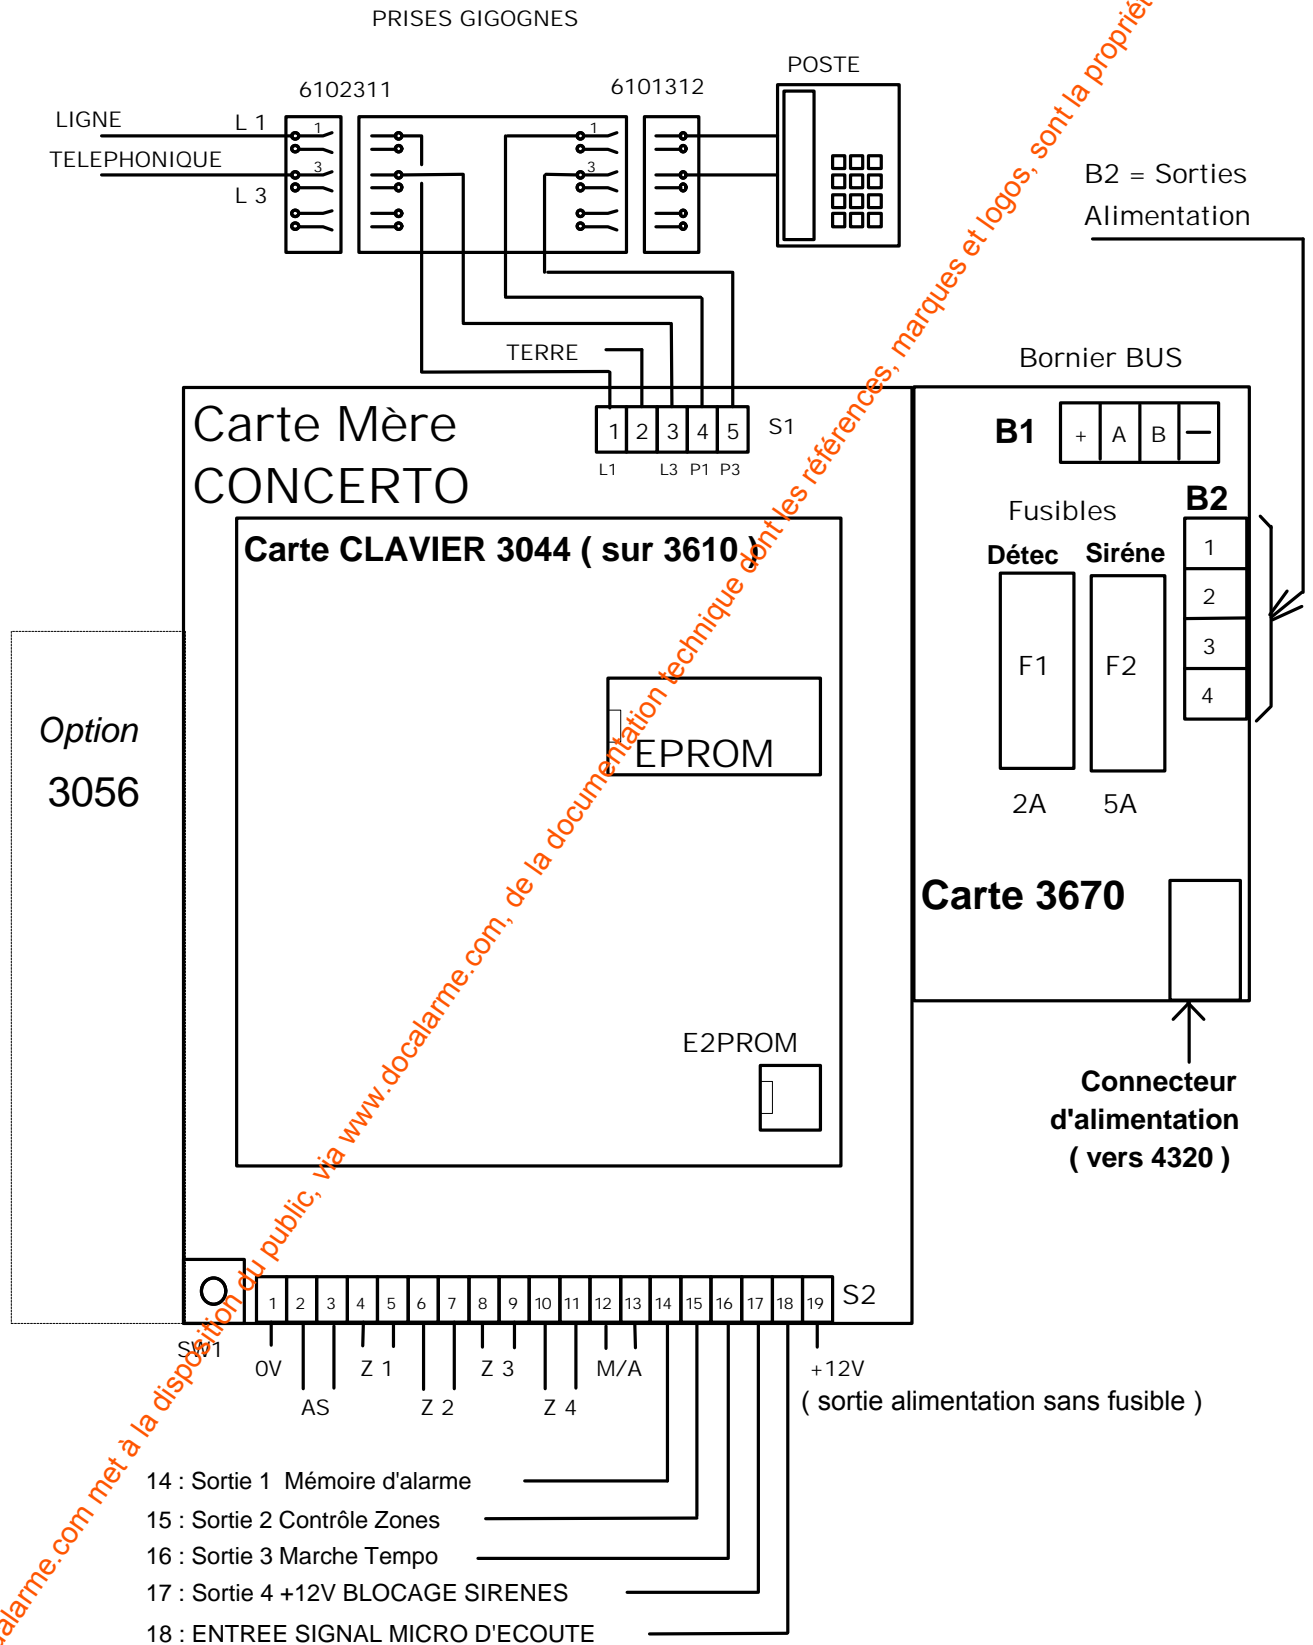 PRISES GIGOGNES
6102311
6101312
POSTE
LIGNE
TELEPHONIQUE
L 1
L 3
1
3
1
3
B2 = Sorties
Alimentation
TERRE
Bornier BUS
Carte Mère
CONCERTO
1 2 3 4 5 S1
L1 L3 P1 P3
B1 + A B –
Carte CLAVIER 3044 ( sur 3610 )
Fusibles
Détec Siréne
B2
1
2
3
4
F1 F2
2A 5A
Option
3056
EPROM
Carte 3670
E2PROM
Connecteur
d'alimentation
( vers 4320 )
1 2 3 4 5 6 7 8 9 10 11 12 13 14 15 16 17 18 19 S2
SW1
0V Z 1 Z 3 M/A +12V
AS Z 2 Z 4
( sortie alimentation sans fusible )
14 : Sortie 1 Mémoire d'alarme
15 : Sortie 2 Contrôle Zones
16 : Sortie 3 Marche Tempo
17 : Sortie 4 +12V BLOCAGE SIRENES
18 : ENTREE SIGNAL MICRO D'ECOUTE
alarme.com met à la disposition du public, via www.docalarme.com, de la documentation technique dont les références, marques et logos, sont la propriét